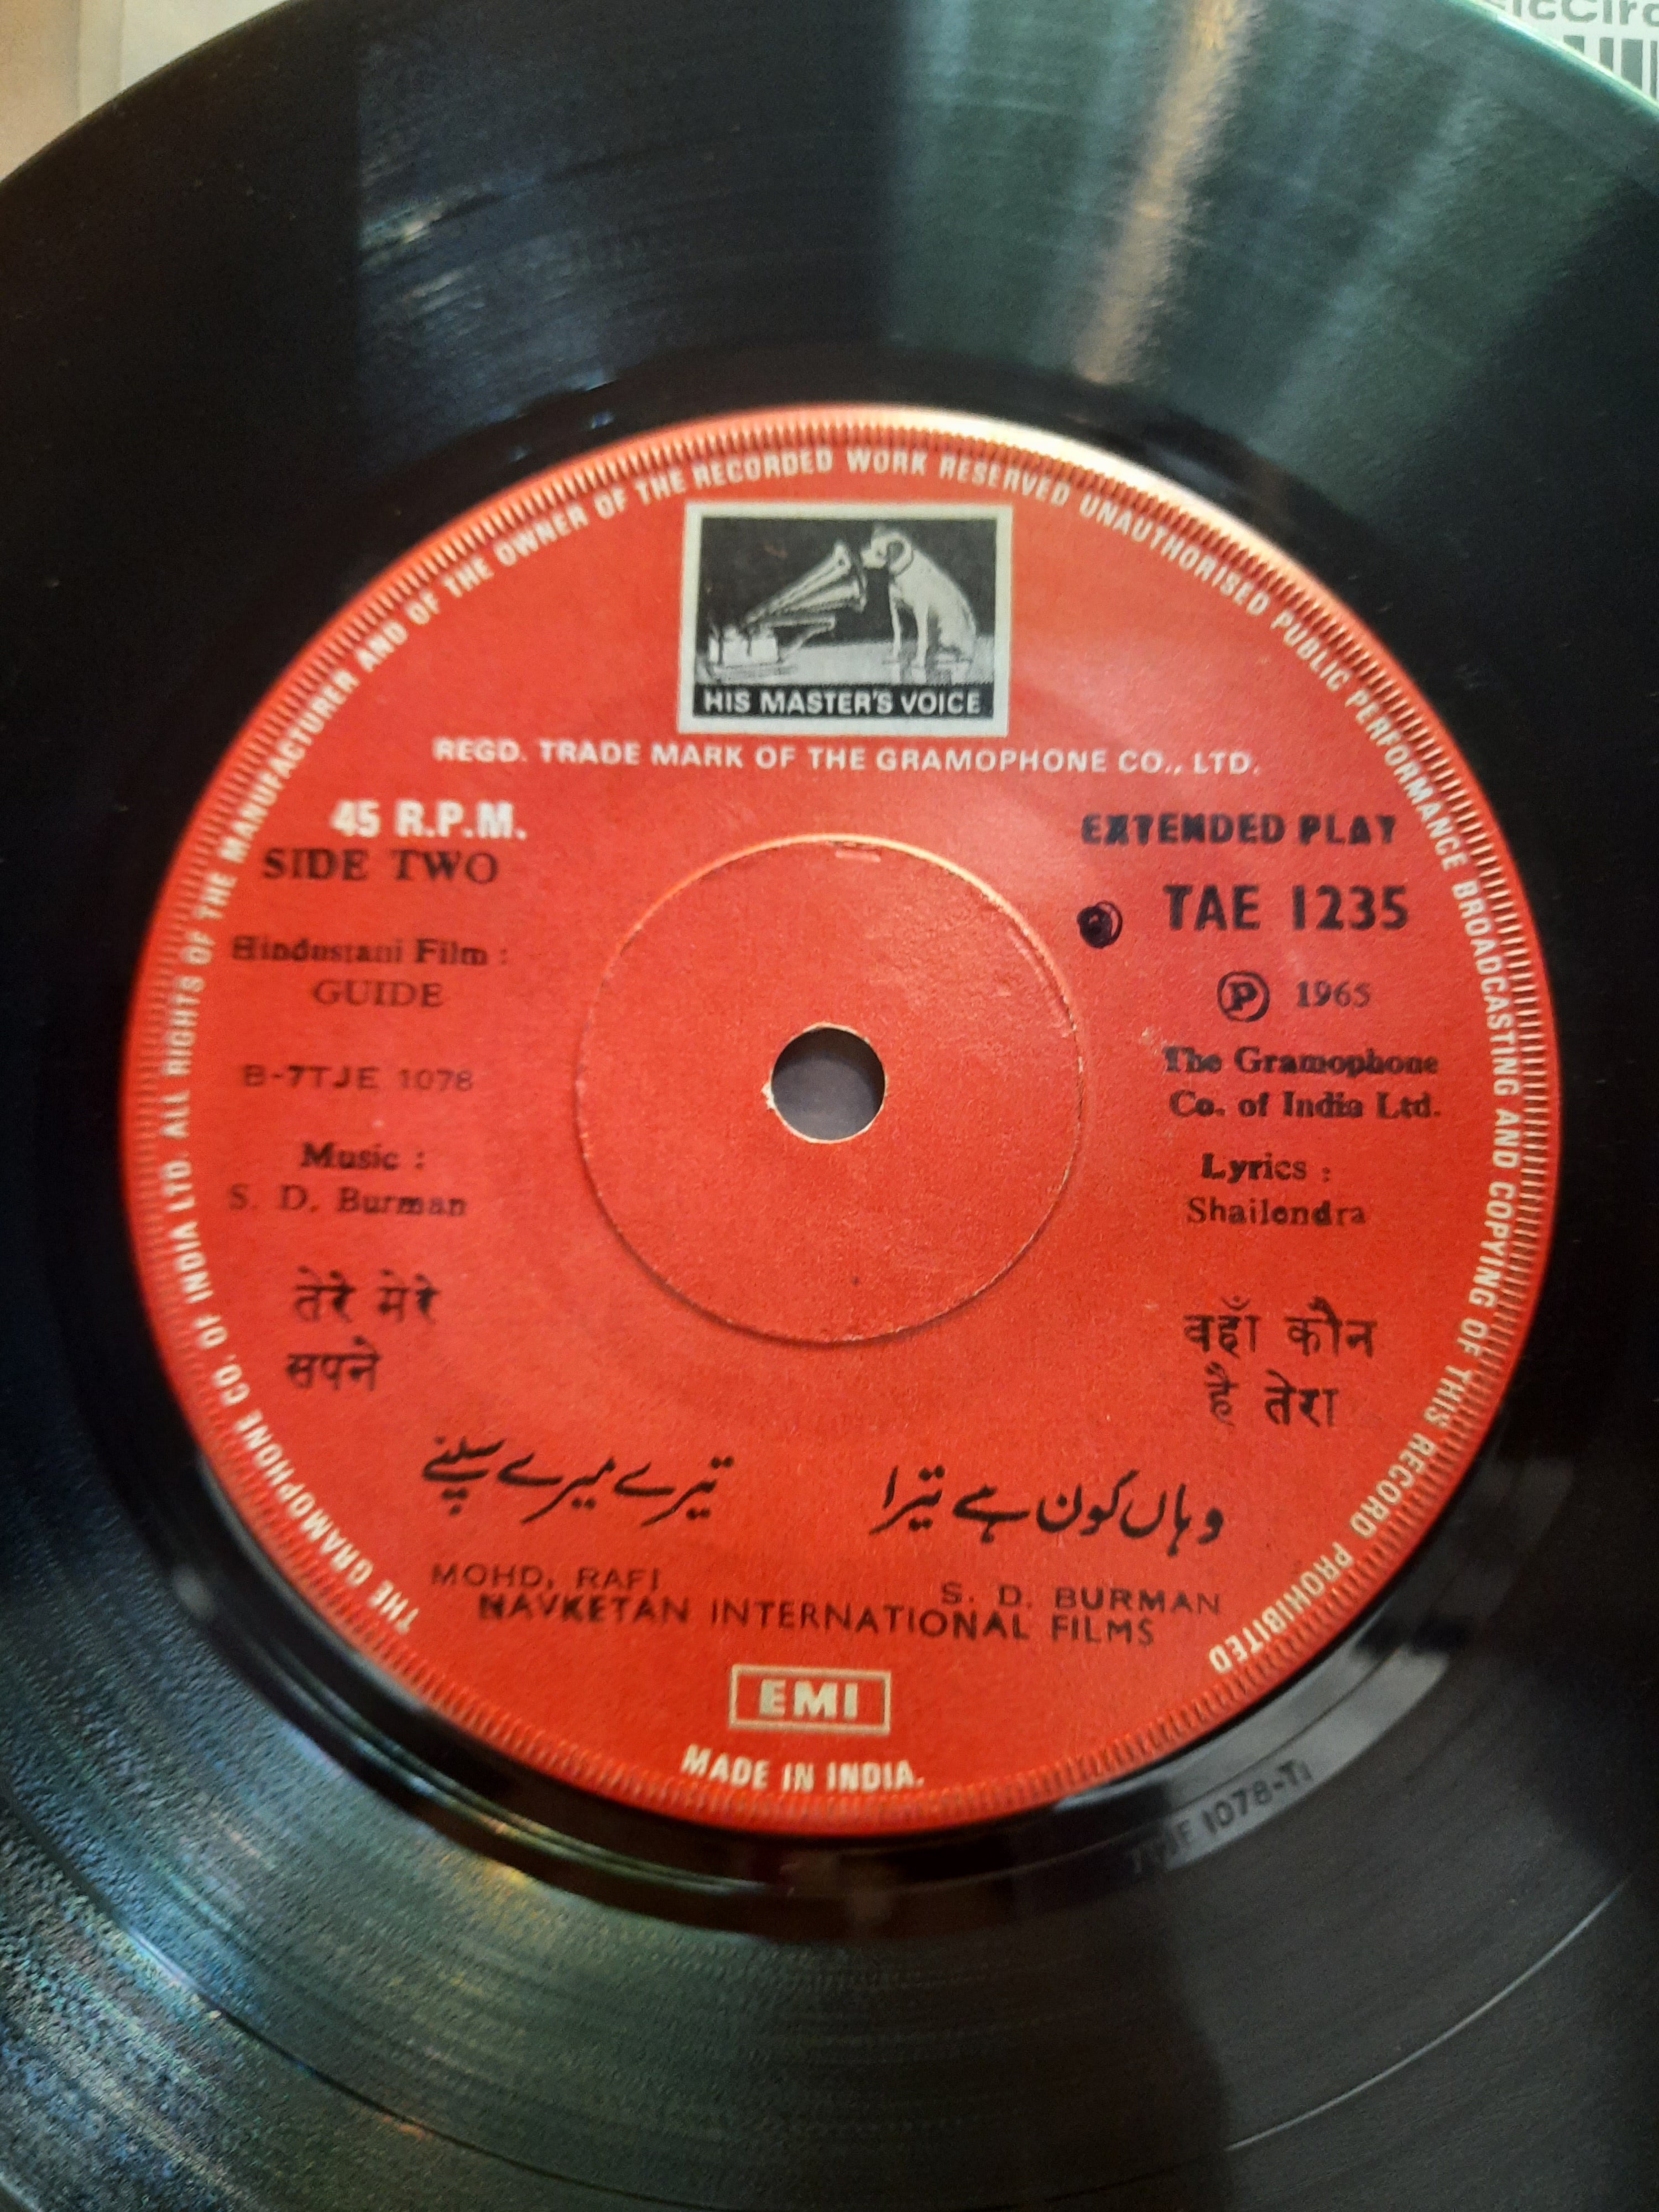 THE GRAMOPHONE CO. OF INDIA LTD. ALL RIGHTS OF THE MANUFACTURER AND OF THE OWNER OF THE RECORDED WORK RESERVED UNAUTHORISED PUBLIC PERFORMANCE BROADCASTING AND COPYING OF THIS RECORD PROHIBITED
HIS MASTER'S VOICE
REGD. TRADE MARK OF THE GRAMOPHONE CO., LTD.
45 R.P.M.
SIDE TWO
Hindustani Film :
GUIDE
B-7TJE 1078
Music :
S. D. Burman
EXTENDED PLAY
TAE 1235
Ⓟ 1965
The Gramophone
Co. of India Ltd.
Lyrics :
Shailendra
तेरे मेरे
सपने
वहाँ कौन
है तेरा
تیرے میرے سپنے
وہاں کون ہے تیرا
MOHD, RAFI
S. D. BURMAN
NAVKETAN INTERNATIONAL FILMS
EMI
MADE IN INDIA.
1078-T1